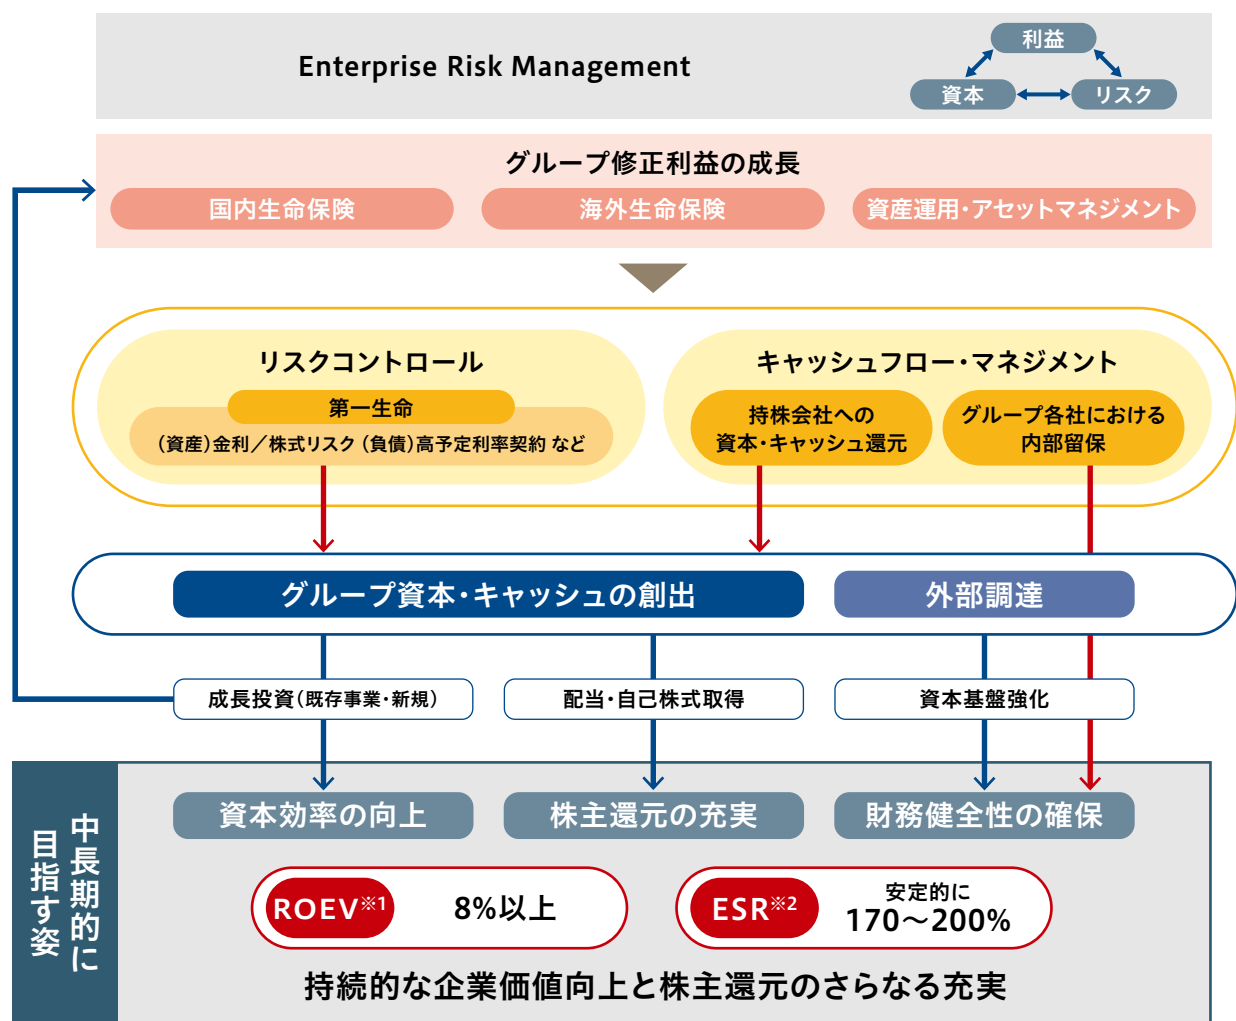 Enterprise Risk Management
利益
資本
リスク
グループ修正利益の成長
国内生命保険
海外生命保険
資産運用・アセットマネジメント
リスクコントロール
第一生命
（資産）金利／株式リスク（負債）高予定利率契約 など
キャッシュフロー・マネジメント
持株会社への
資本・キャッシュ還元
グループ各社における
内部留保
グループ資本・キャッシュの創出
外部調達
成長投資（既存事業・新規）
配当・自己株式取得
資本基盤強化
中長期的に
目指す姿
資本効率の向上
株主還元の充実
財務健全性の確保
ROEV※1
8%以上
ESR※2
安定的に
170～200%
持続的な企業価値向上と株主還元のさらなる充実